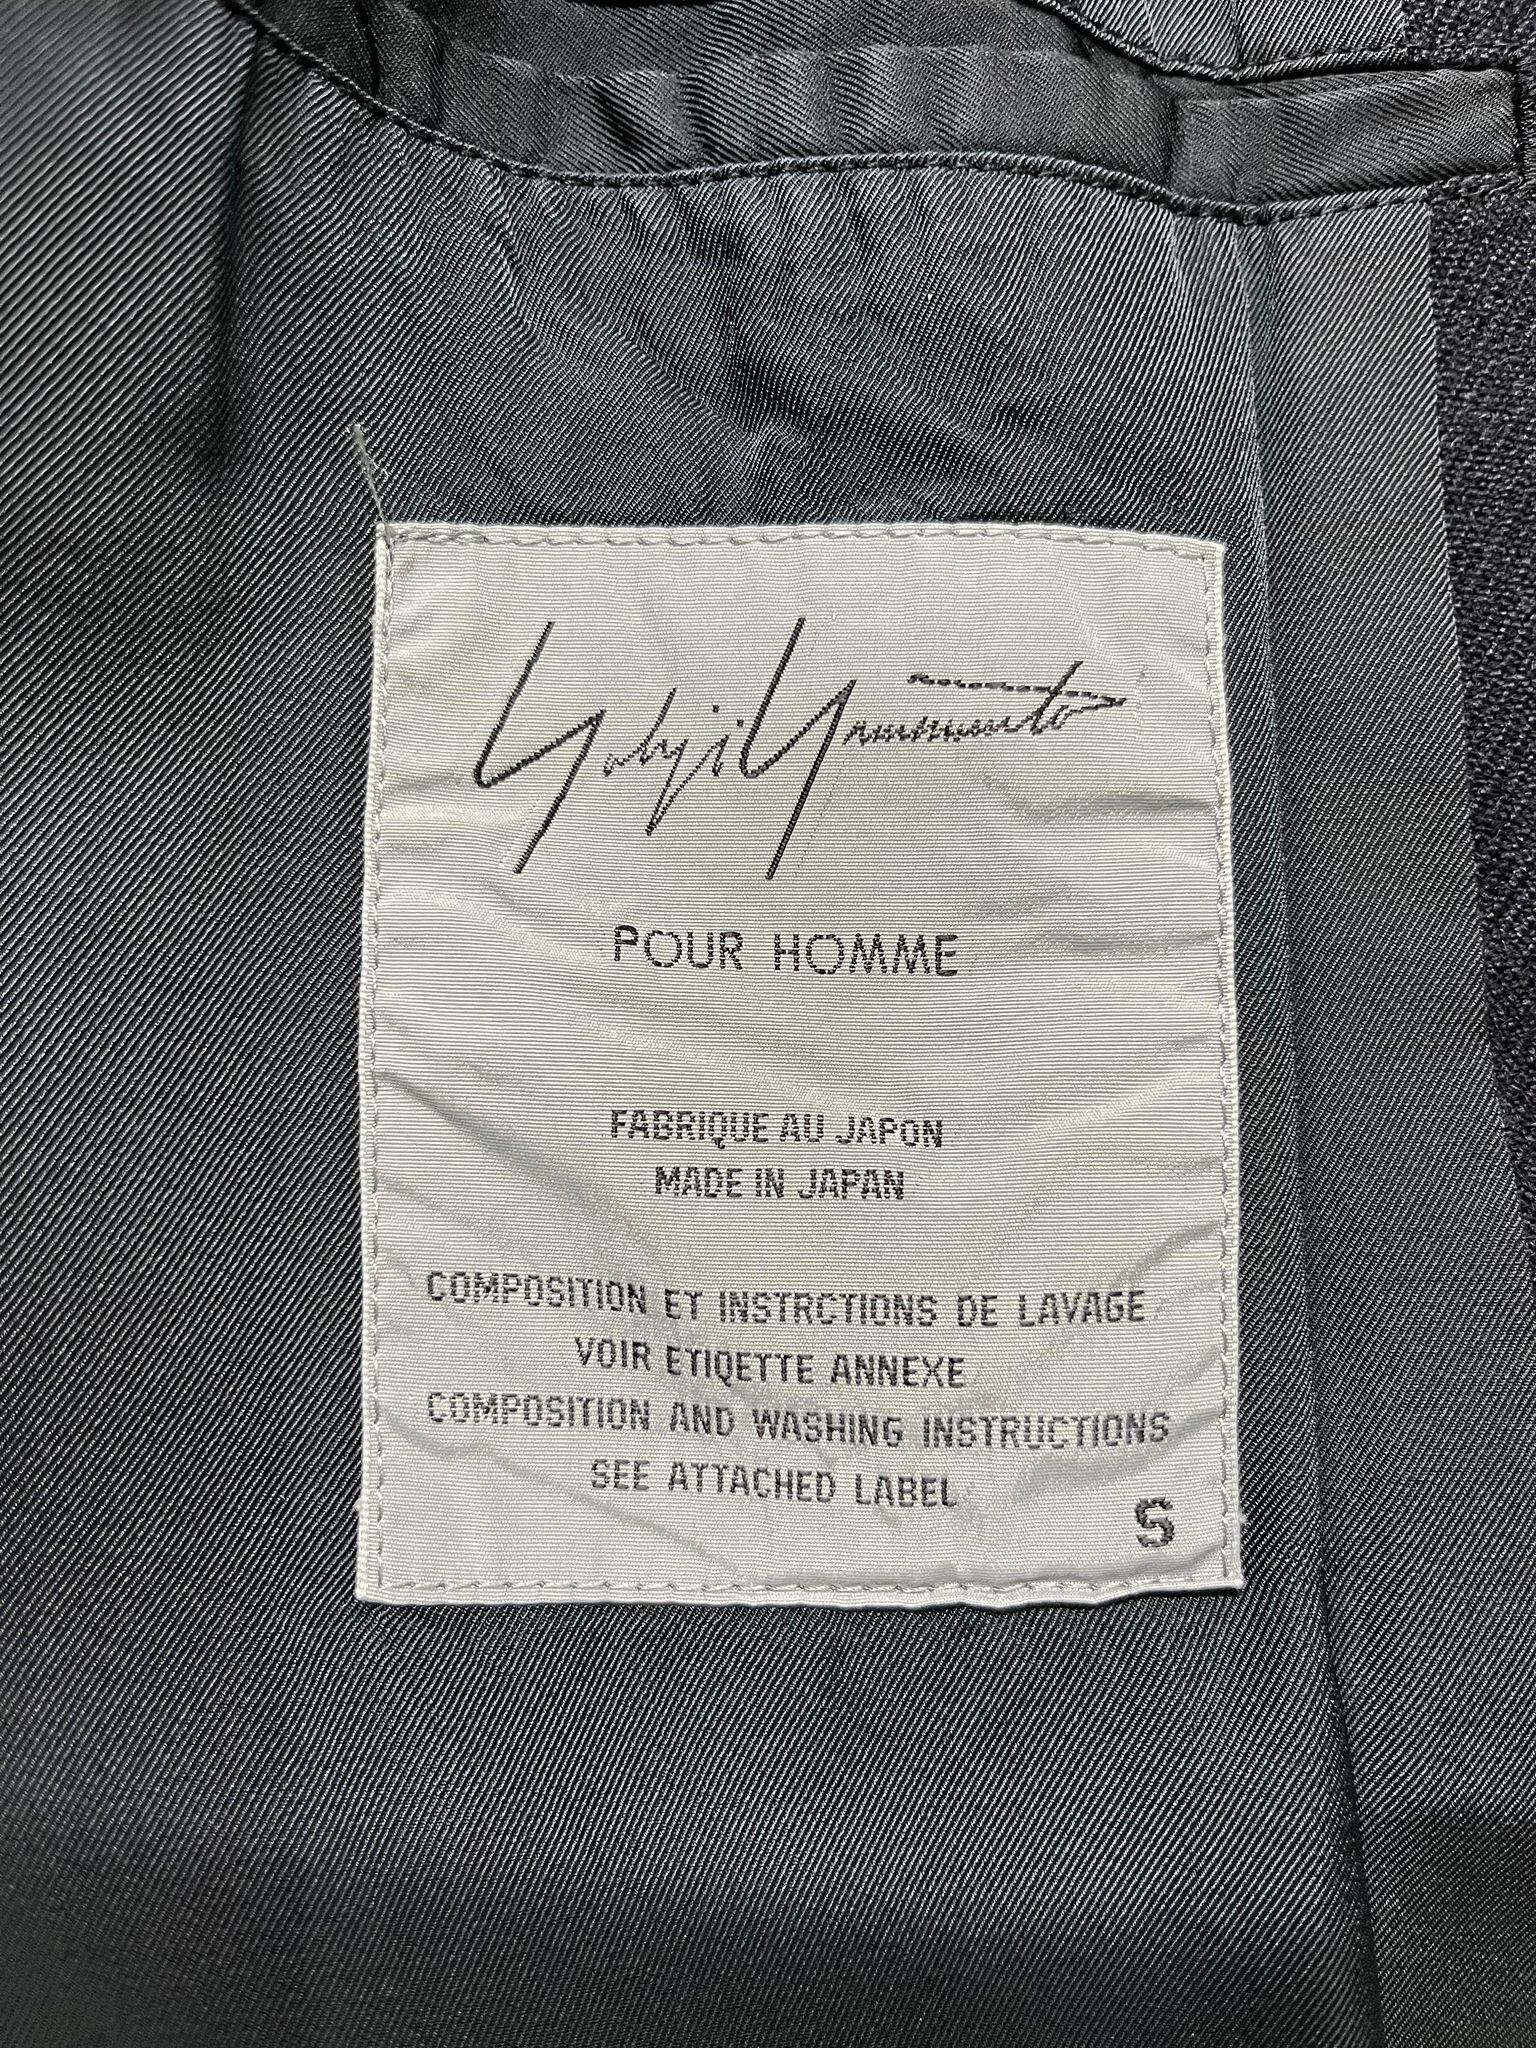 Yohji Yamamoto
POUR HOMME
FABRIQUE AU JAPON
MADE IN JAPAN
COMPOSITION ET INSTRCTIONS DE LAVAGE
VOIR ETIQETTE ANNEXE
COMPOSITION AND WASHING INSTRUCTIONS
SEE ATTACHED LABEL
S